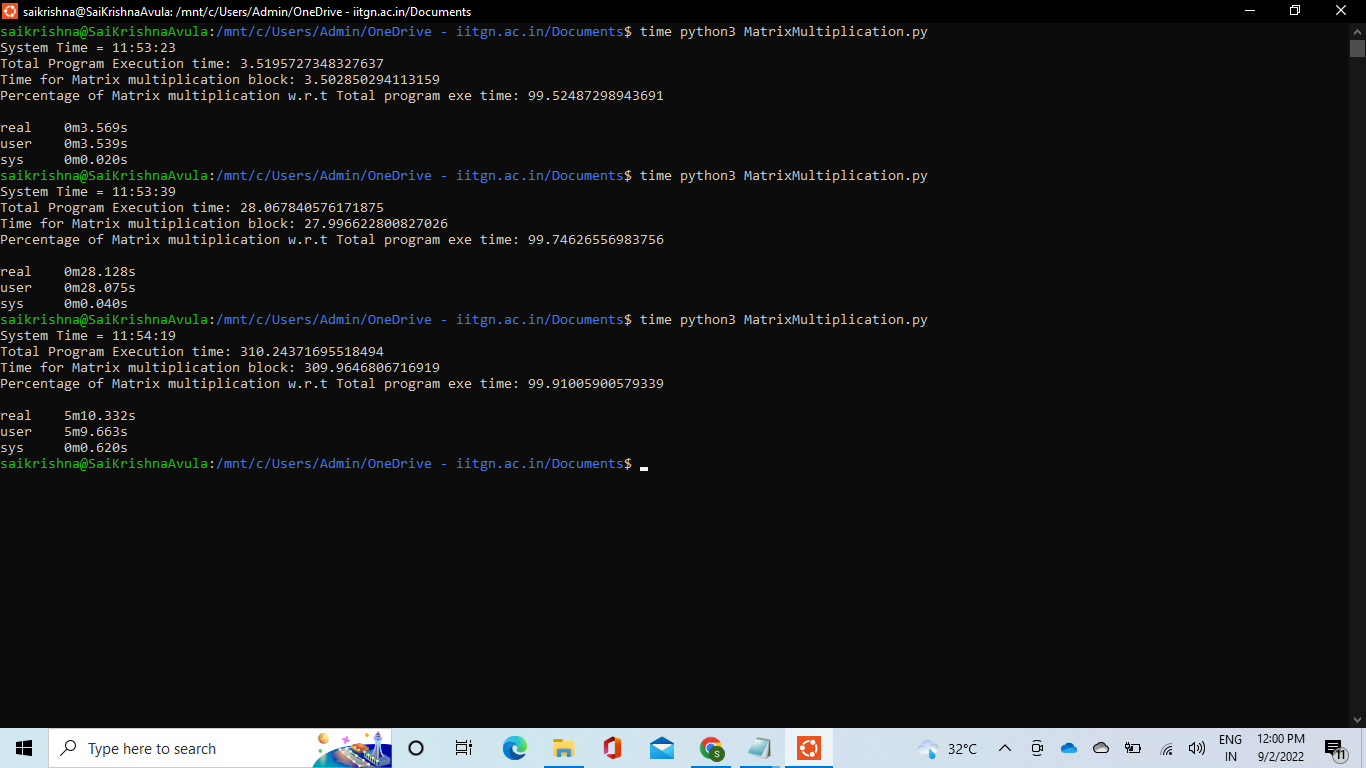 saikrishna@SaiKrishnaAvula: /mnt/c/Users/Admin/OneDrive - iitgn.ac.in/Documents
saikrishna@SaiKrishnaAvula:/mnt/c/Users/Admin/OneDrive - iitgn.ac.in/Documents$ time python3 MatrixMultiplication.py
System Time = 11:53:23
Total Program Execution time: 3.5195727348327637
Time for Matrix multiplication block: 3.502850294113159
Percentage of Matrix multiplication w.r.t Total program exe time: 99.52487298943691
real 0m3.569s
user 0m3.539s
sys 0m0.020s
saikrishna@SaiKrishnaAvula:/mnt/c/Users/Admin/OneDrive - iitgn.ac.in/Documents$ time python3 MatrixMultiplication.py
System Time = 11:53:39
Total Program Execution time: 28.067840576171875
Time for Matrix multiplication block: 27.996622800827026
Percentage of Matrix multiplication w.r.t Total program exe time: 99.74626556983756
real 0m28.128s
user 0m28.075s
sys 0m0.040s
saikrishna@SaiKrishnaAvula:/mnt/c/Users/Admin/OneDrive - iitgn.ac.in/Documents$ time python3 MatrixMultiplication.py
System Time = 11:54:19
Total Program Execution time: 310.24371695518494
Time for Matrix multiplication block: 309.9646806716919
Percentage of Matrix multiplication w.r.t Total program exe time: 99.91005900579339
real 5m10.332s
user 5m9.663s
sys 0m0.620s
saikrishna@SaiKrishnaAvula:/mnt/c/Users/Admin/OneDrive - iitgn.ac.in/Documents$
Type here to search
S
32°C
ENG
IN
12:00 PM
9/2/2022
11